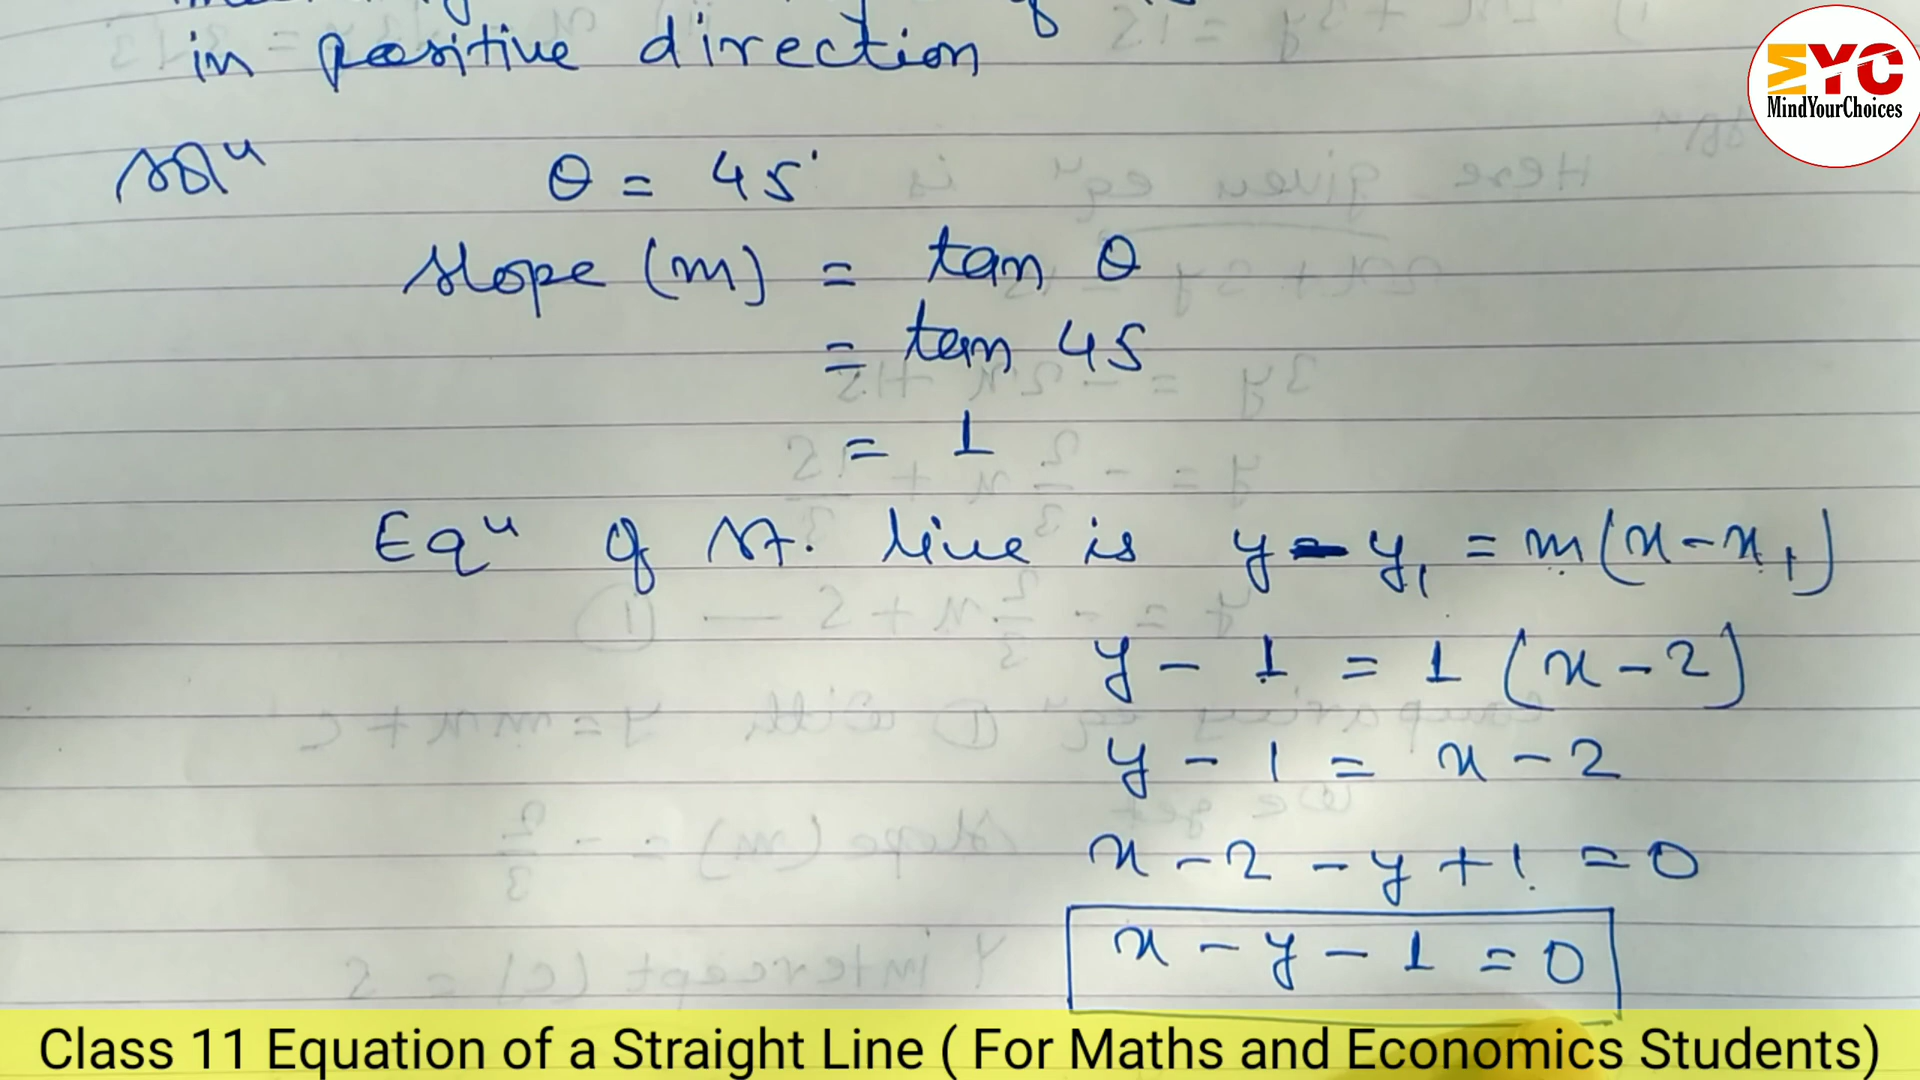 in positive direction
MYC
MindYourChoices
Solⁿ θ = 45°
Slope (m) = tan θ
= tan 45
= 1
Eqⁿ of st. line is y - y₁ = m(x - x₁)
y - 1 = 1 (x - 2)
y - 1 = x - 2
x - 2 - y + 1 = 0
x - y - 1 = 0
Class 11 Equation of a Straight Line ( For Maths and Economics Students)